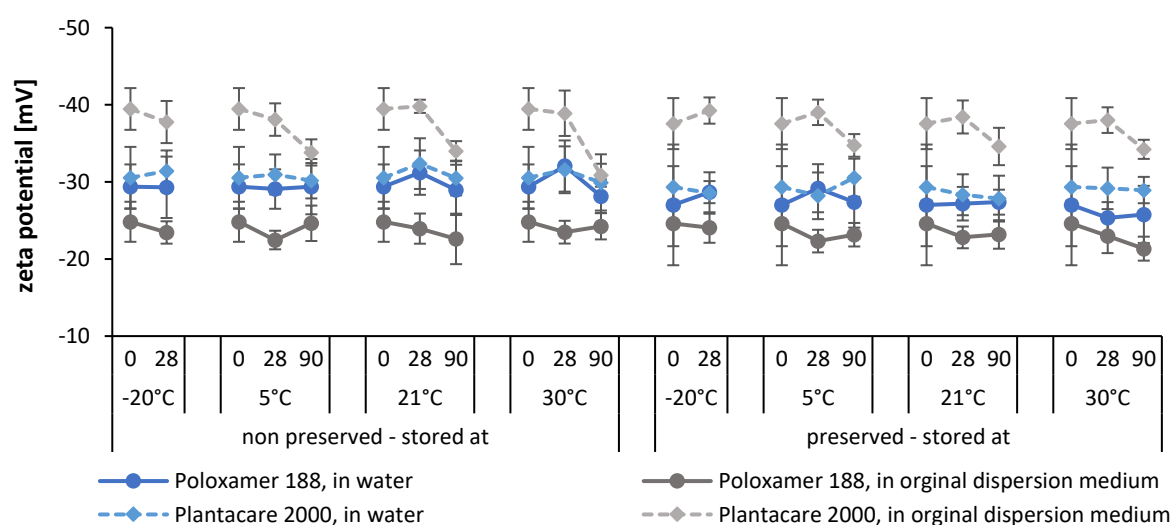 -50
-40
-30
-20
-10
zeta potential [mV]
0 28 0 28 90 0 28 90 0 28 90 0 28 0 28 90 0 28 90 0 28 90
-20°C 5°C 21°C 30°C -20°C 5°C 21°C 30°C
non preserved - stored at preserved - stored at
Poloxamer 188, in water Poloxamer 188, in orginal dispersion medium
Plantacare 2000, in water Plantacare 2000, in orginal dispersion medium